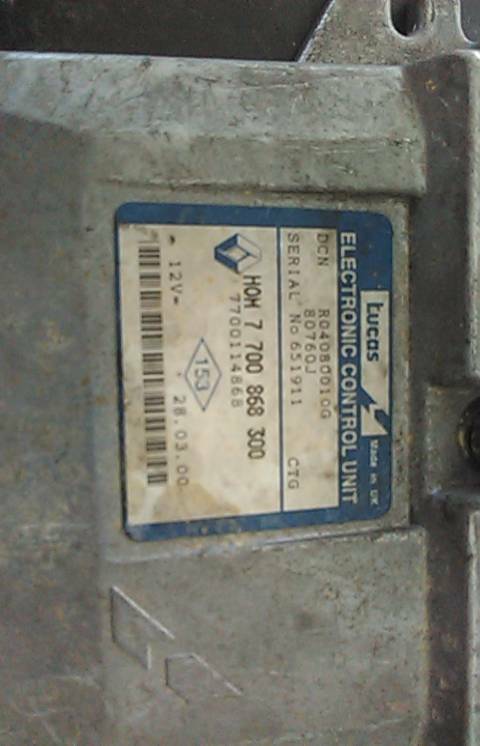 Lucas
Made in UK
ELECTRONIC CONTROL UNIT
R04080010G
DCN 80760J
SERIAL No 651911 CTG
HOM 7 700 868 300
7700114868
153
12V= 28.03.00